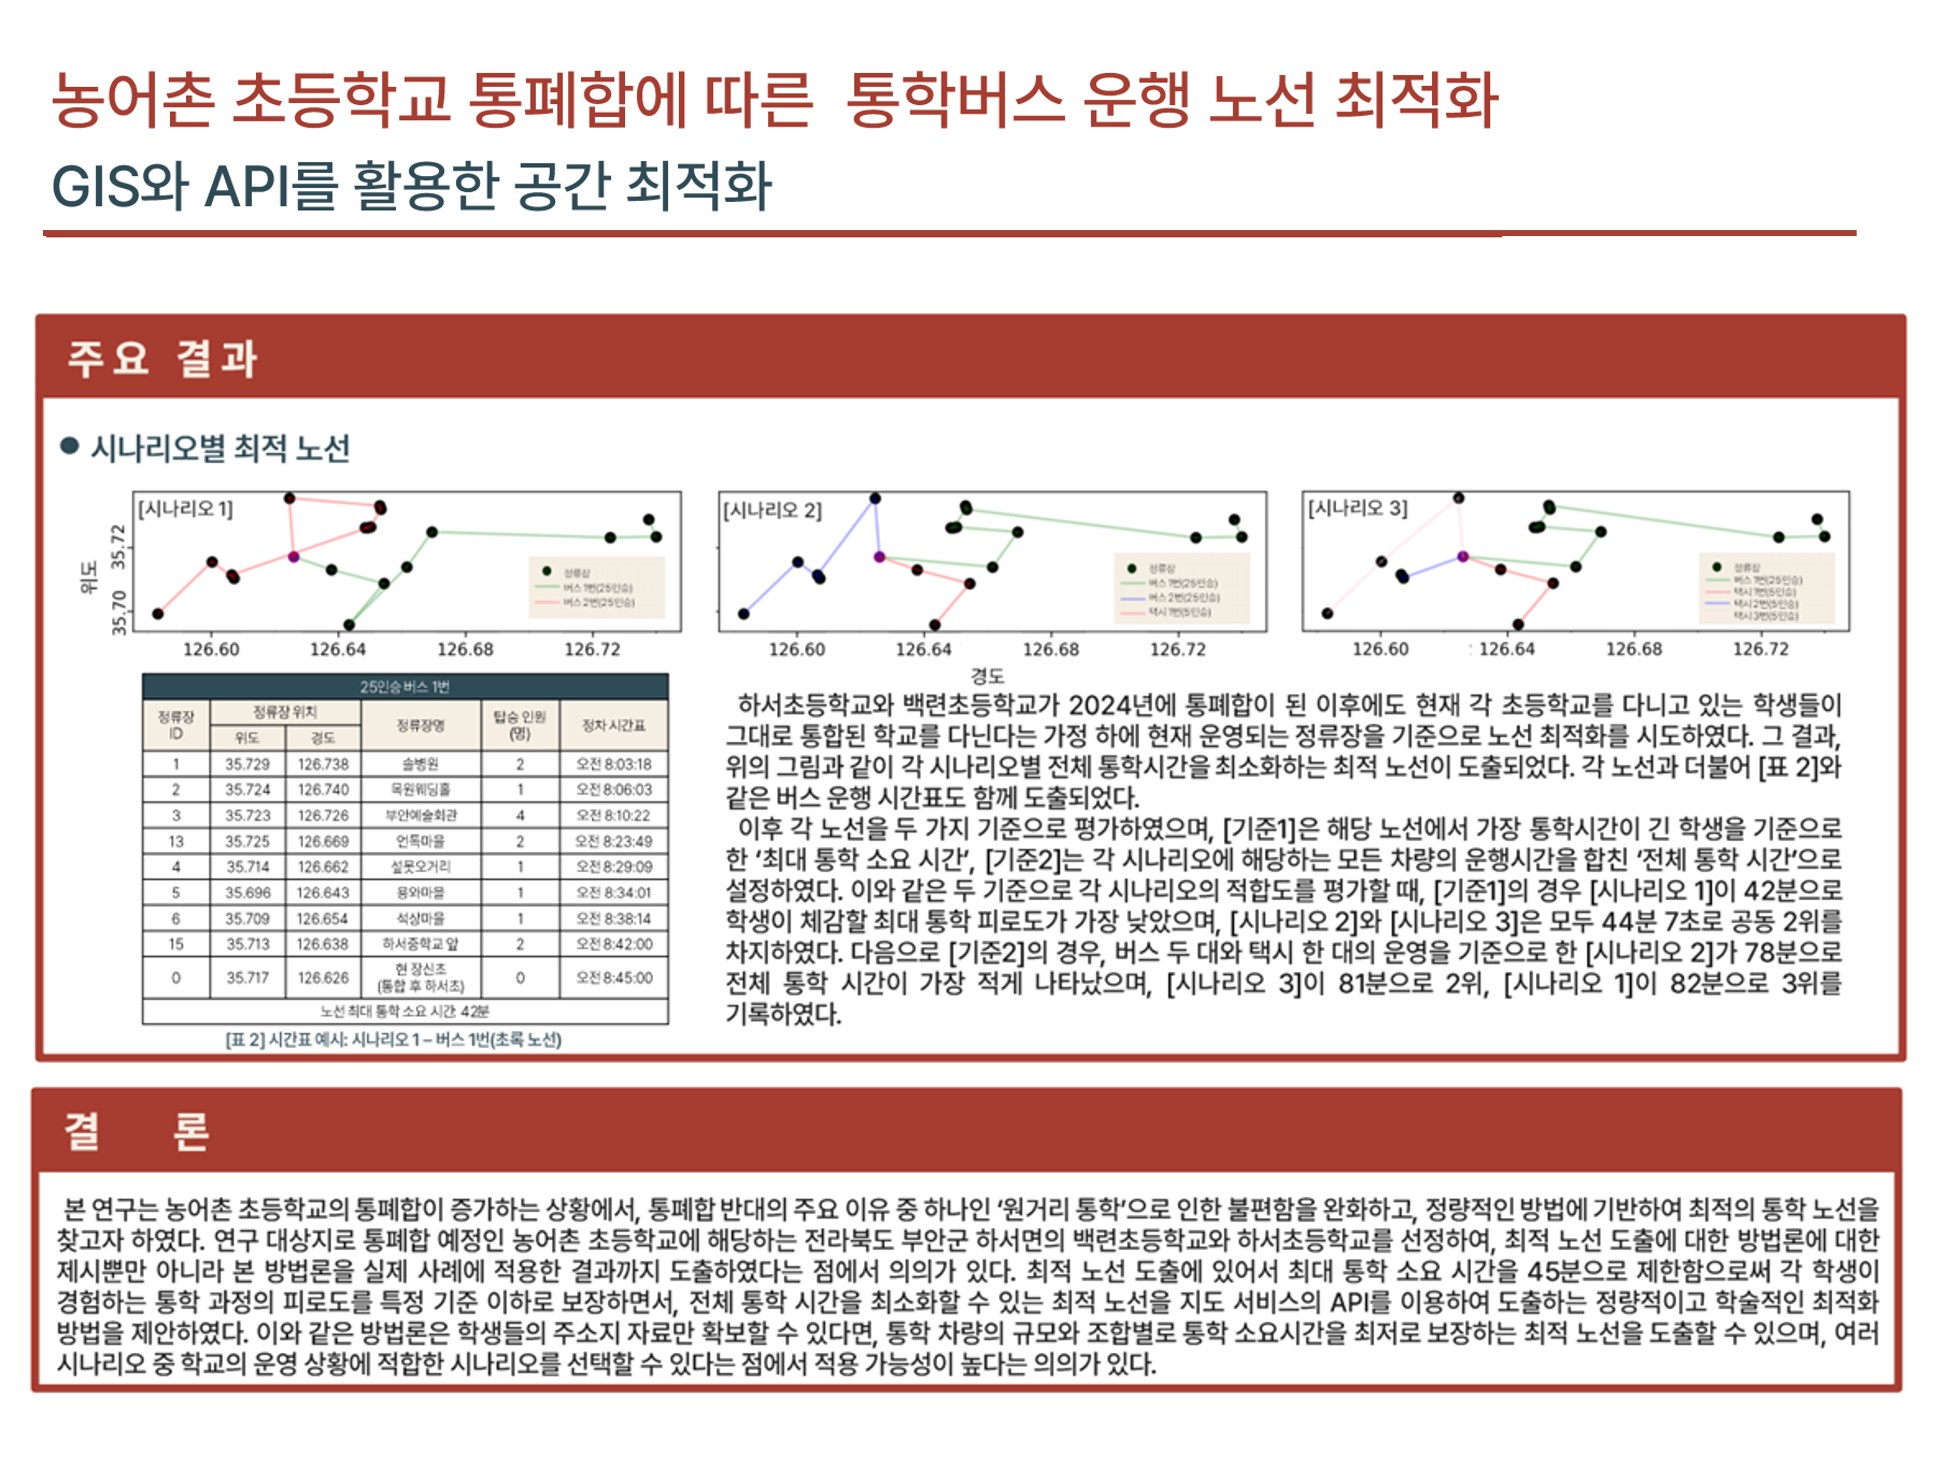 농어촌 초등학교 통폐합에 따른 통학버스 운행 노선 최적화
GIS와 API를 활용한 공간 최적화
주요 결과
시나리오별 최적 노선
[시나리오 1]
위도
35.72
35.70
정류장
버스 1번(25인승)
버스 2번(25인승)
126.60 126.64 126.68 126.72
[시나리오 2]
정류장
버스 1번(25인승)
버스 2번(25인승)
택시 1번(5인승)
126.60 126.64 126.68 126.72
경도
[시나리오 3]
정류장
버스 1번(25인승)
택시 1번(5인승)
택시 2번(5인승)
택시 3번(5인승)
126.60 126.64 126.68 126.72
25인승 버스 1번
정류장 ID 정류장 위치 정류장명 탑승 인원 (명) 정차 시간표
위도 경도
1 35.729 126.738 솔병원 2 오전 8:03:18
2 35.724 126.740 목원웨딩홀 1 오전 8:06:03
3 35.723 126.726 부안예술회관 4 오전 8:10:22
13 35.725 126.669 언독마을 2 오전 8:23:49
4 35.714 126.662 설못오거리 1 오전 8:29:09
5 35.696 126.643 용와마을 1 오전 8:34:01
6 35.709 126.654 석상마을 1 오전 8:38:14
15 35.713 126.638 하서중학교 앞 2 오전 8:42:00
0 35.717 126.626 현 장신초 (통합 후 하서초) 0 오전 8:45:00
노선 최대 통학 소요 시간: 42분
[표 2] 시간표 예시: 시나리오 1 – 버스 1번(초록 노선)
하서초등학교와 백련초등학교가 2024년에 통폐합이 된 이후에도 현재 각 초등학교를 다니고 있는 학생들이
그대로 통합된 학교를 다닌다는 가정 하에 현재 운영되는 정류장을 기준으로 노선 최적화를 시도하였다. 그 결과,
위의 그림과 같이 각 시나리오별 전체 통학시간을 최소화하는 최적 노선이 도출되었다. 각 노선과 더불어 [표 2]와
같은 버스 운행 시간표도 함께 도출되었다.
이후 각 노선을 두 가지 기준으로 평가하였으며, [기준1]은 해당 노선에서 가장 통학시간이 긴 학생을 기준으로
한 ‘최대 통학 소요 시간’, [기준2]는 각 시나리오에 해당하는 모든 차량의 운행시간을 합친 ‘전체 통학 시간’으로
설정하였다. 이와 같은 두 기준으로 각 시나리오의 적합도를 평가할 때, [기준1]의 경우 [시나리오 1]이 42분으로
학생이 체감할 최대 통학 피로도가 가장 낮았으며, [시나리오 2]와 [시나리오 3]은 모두 44분 7초로 공동 2위를
차지하였다. 다음으로 [기준2]의 경우, 버스 두 대와 택시 한 대의 운영을 기준으로 한 [시나리오 2]가 78분으로
전체 통학 시간이 가장 적게 나타났으며, [시나리오 3]이 81분으로 2위, [시나리오 1]이 82분으로 3위를
기록하였다.
결 론
본 연구는 농어촌 초등학교의 통폐합이 증가하는 상황에서, 통폐합 반대의 주요 이유 중 하나인 ‘원거리 통학’으로 인한 불편함을 완화하고, 정량적인 방법에 기반하여 최적의 통학 노선을
찾고자 하였다. 연구 대상지로 통폐합 예정인 농어촌 초등학교에 해당하는 전라북도 부안군 하서면의 백련초등학교와 하서초등학교를 선정하여, 최적 노선 도출에 대한 방법론에 대한
제시뿐만 아니라 본 방법론을 실제 사례에 적용한 결과까지 도출하였다는 점에서 의의가 있다. 최적 노선 도출에 있어서 최대 통학 소요 시간을 45분으로 제한함으로써 각 학생이
경험하는 통학 과정의 피로도를 특정 기준 이하로 보장하면서, 전체 통학 시간을 최소화할 수 있는 최적 노선을 지도 서비스의 API를 이용하여 도출하는 정량적이고 학술적인 최적화
방법을 제안하였다. 이와 같은 방법론은 학생들의 주소지 자료만 확보할 수 있다면, 통학 차량의 규모와 조합별로 통학 소요시간을 최저로 보장하는 최적 노선을 도출할 수 있으며, 여러
시나리오 중 학교의 운영 상황에 적합한 시나리오를 선택할 수 있다는 점에서 적용 가능성이 높다는 의의가 있다.